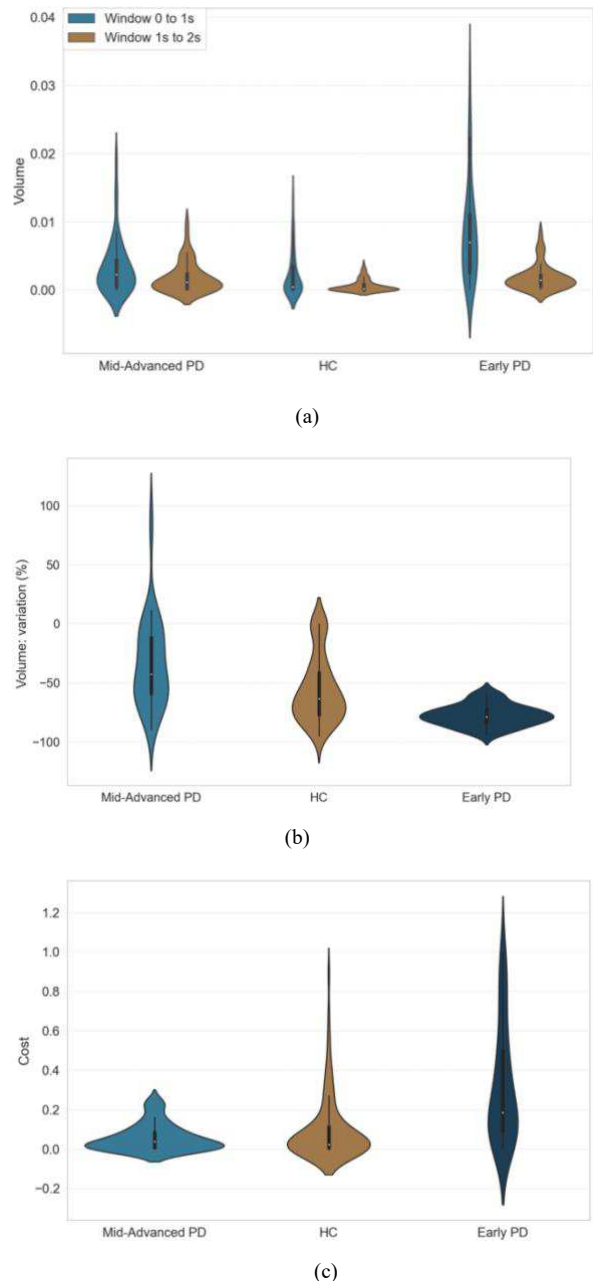 0.04
Window 0 to 1s
Window 1s to 2s
0.03
0.02
0.01
0.00
Volume
Mid-Advanced PD HC Early PD
(a)
100
50
0
−50
−100
Volume: variation (%)
Mid-Advanced PD HC Early PD
(b)
1.2
1.0
0.8
0.6
0.4
0.2
0.0
−0.2
Cost
Mid-Advanced PD HC Early PD
(c)